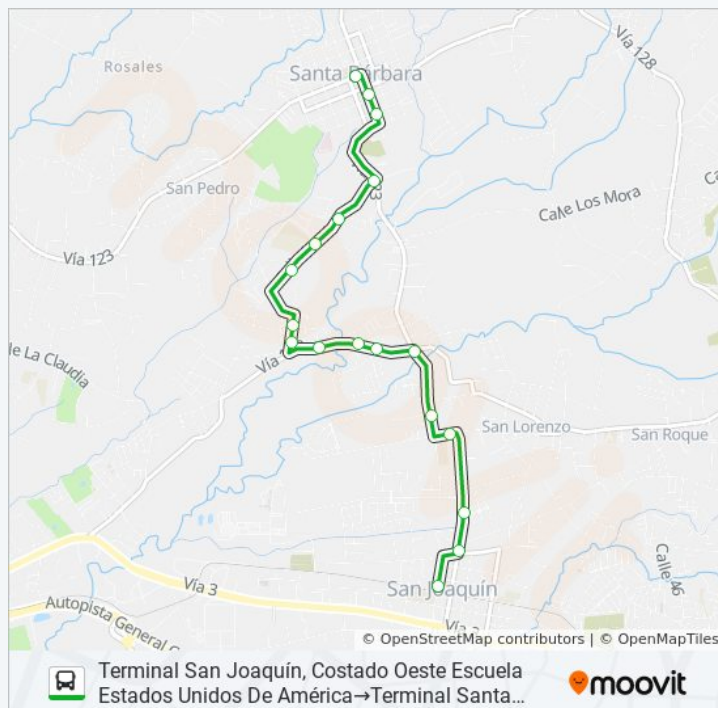 Vía 128
Rosales
Santa Bárbara
Ca
San Pedro
Calle Los Mora
Vía 123
le La Claudia
San Lorenzo
San Roque
Calle 46
San Joaquín
Vía 3
Autopista General
© OpenStreetMap contributors | © OpenMapTiles
Terminal San Joaquín, Costado Oeste Escuela
Estados Unidos De América→Terminal Santa...
moovit